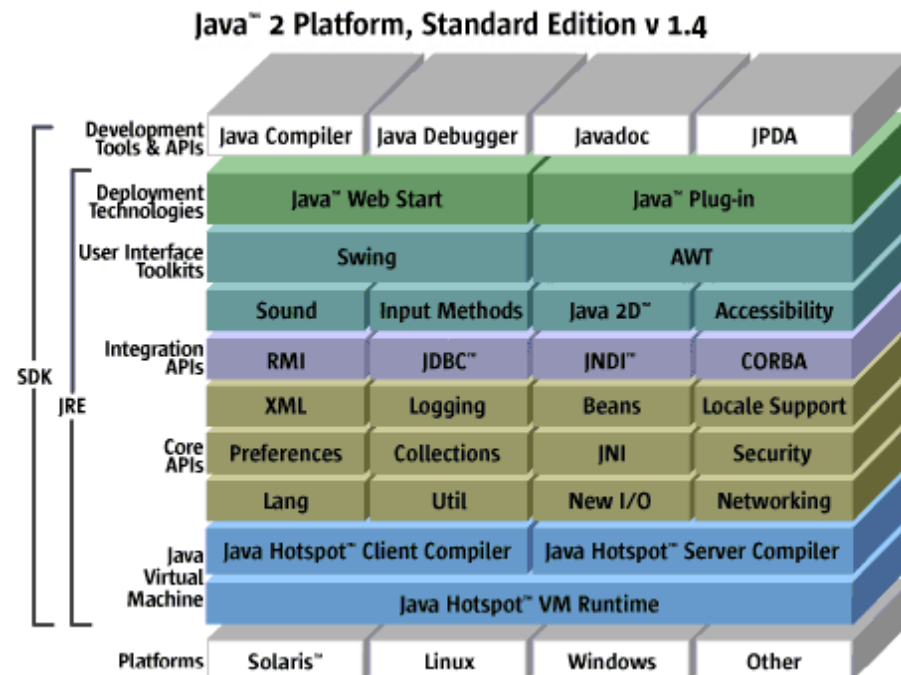 Java™ 2 Platform, Standard Edition v 1.4
Development
Tools & APIs
Java Compiler Java Debugger Javadoc JPDA
Deployment
Technologies
Java™ Web Start Java™ Plug-in
User Interface
Toolkits
Swing AWT
Sound Input Methods Java 2D™ Accessibility
Integration
APIs
RMI JDBC™ JNDI™ CORBA
SDK
JRE
XML Logging Beans Locale Support
Core
APIs
Preferences Collections JNI Security
Lang Util New I/O Networking
Java
Virtual
Machine
Java Hotspot™ Client Compiler Java Hotspot™ Server Compiler
Java Hotspot™ VM Runtime
Platforms Solaris™ Linux Windows Other